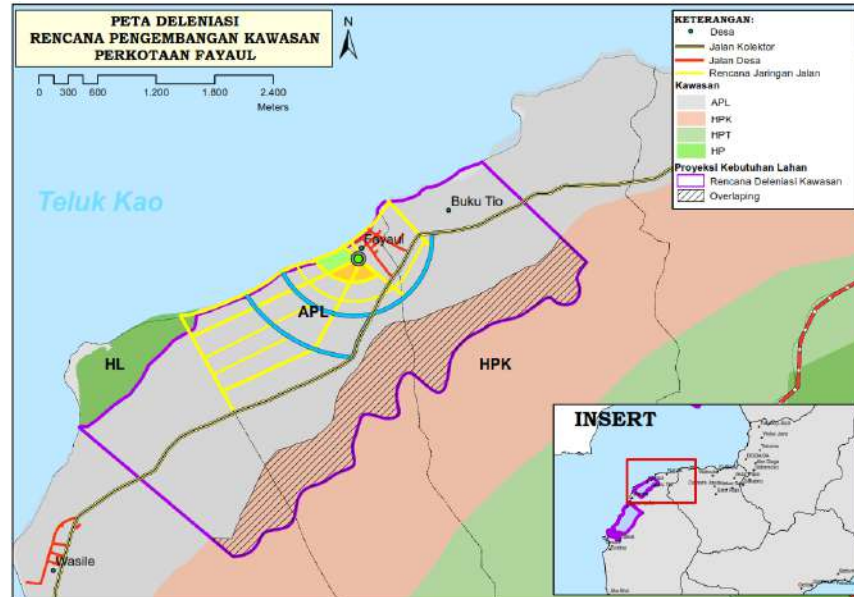 PETA DELENIASI
RENCANA PENGEMBANGAN KAWASAN
PERKOTAAN FAYAUL
N
0 300 600 1.200 1.800 2.400
Meters
KETERANGAN:
Desa
Jalan Kolektor
Jalan Desa
Rencana Jaringan Jalan
Kawasan
APL
HPK
HPT
HP
Proyeksi Kebutuhan Lahan
Rencana Deleniasi Kawasan
Overlaping
Teluk Kao
Buku Tio
Foyaul
APL
HL
HPK
Wasile
INSERT